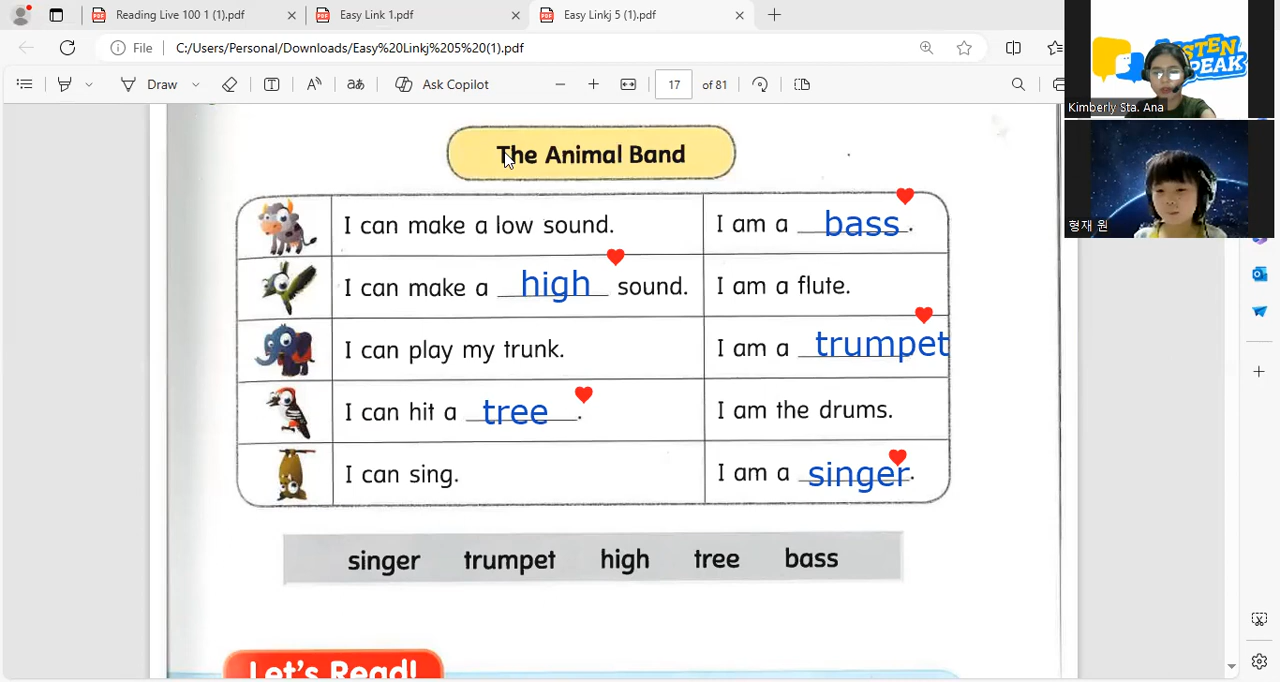 Reading Live 100 1 (1).pdf
Easy Link 1.pdf
Easy Linkj 5 (1).pdf
File
C:/Users/Personal/Downloads/Easy%20Linkj%205%20(1).pdf
Draw
Ask Copilot
17 of 81
LISTEN
SPEAK
Kimberly Sta. Ana
형재 원
The Animal Band
I can make a low sound. I am a bass.
I can make a high sound. I am a flute.
I can play my trunk. I am a trumpet
I can hit a tree. I am the drums.
I can sing. I am a singer.
singer trumpet high tree bass
Let's Read!